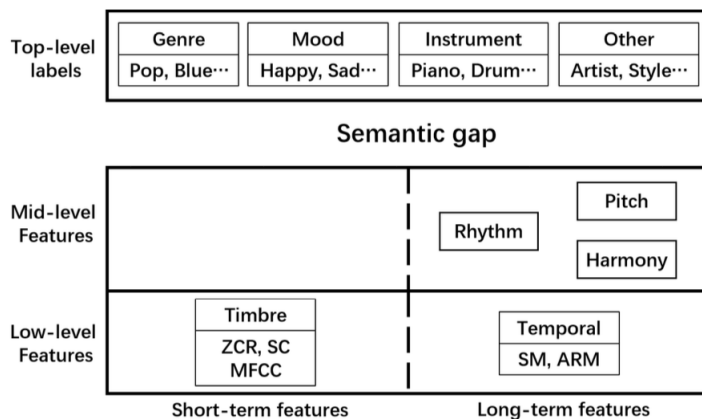 Top-level
labels
Genre
Pop, Blue⋯
Mood
Happy, Sad⋯
Instrument
Piano, Drum⋯
Other
Artist, Style⋯
Semantic gap
Mid-level
Features
Rhythm
Pitch
Harmony
Low-level
Features
Timbre
ZCR, SC
MFCC
Temporal
SM, ARM
Short-term features
Long-term features